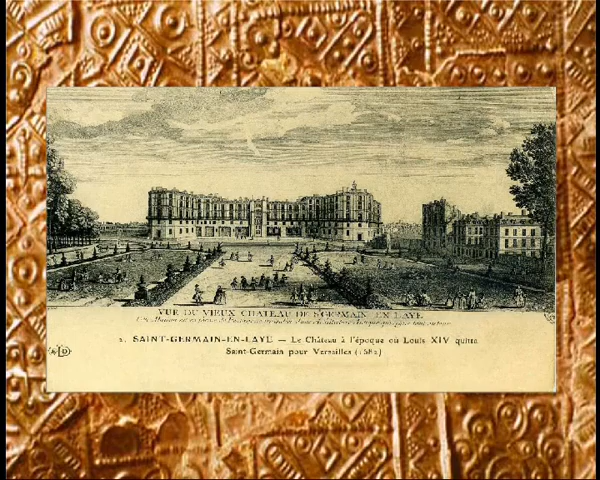 VUE DU VIEUX CHATEAU DE S. GERMAIN EN LAYE
2. SAINT-GERMAIN-EN-LAYE — Le Château à l'époque où Louis XIV quitta
Saint-Germain pour Versailles (1682)